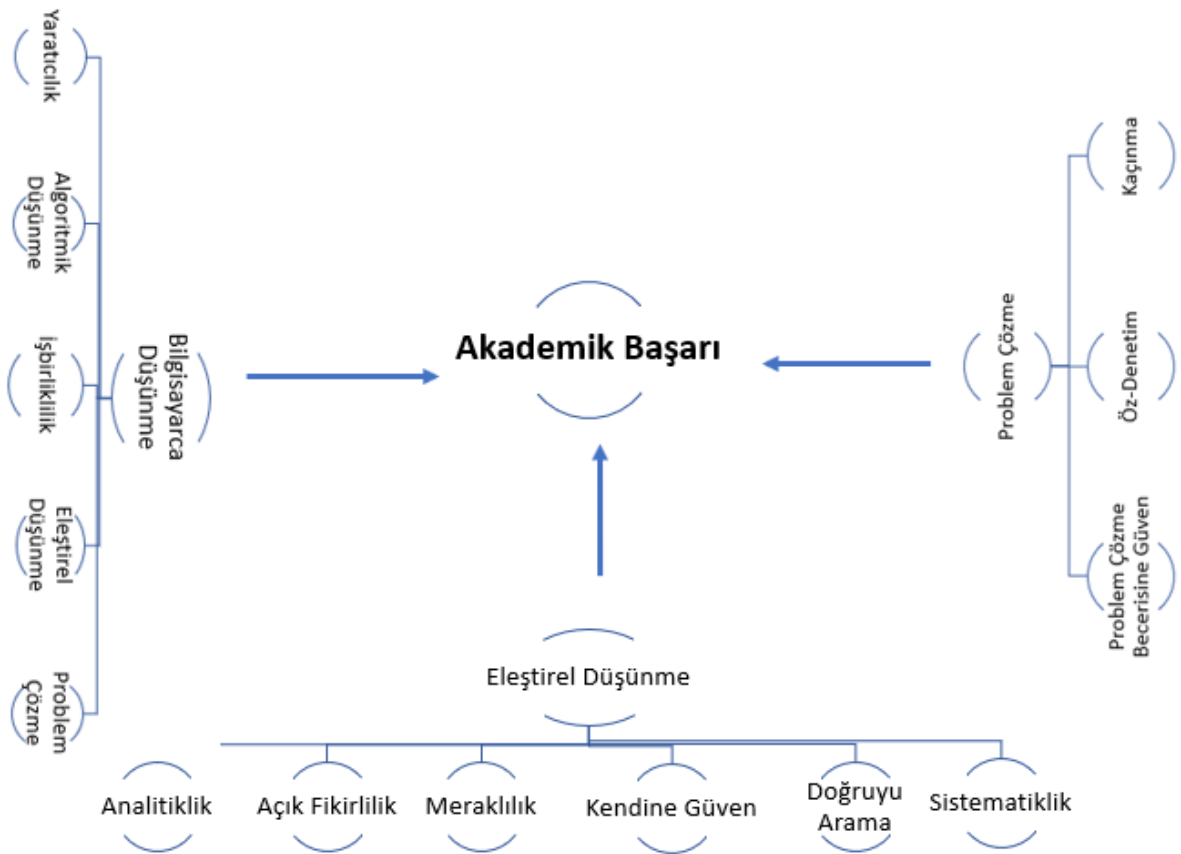 Yaratıcılık
Algoritmik
Düşünme
İşbirliklilik
Eleştirel
Düşünme
Problem
Çözme
Bilgisayarca
Düşünme
Akademik Başarı
Problem Çözme
Kaçınma
Öz-Denetim
Problem Çözme
Becerisine Güven
Eleştirel Düşünme
Analitiklik
Açık Fikirlilik
Meraklılık
Kendine Güven
Doğruyu
Arama
Sistematiklik